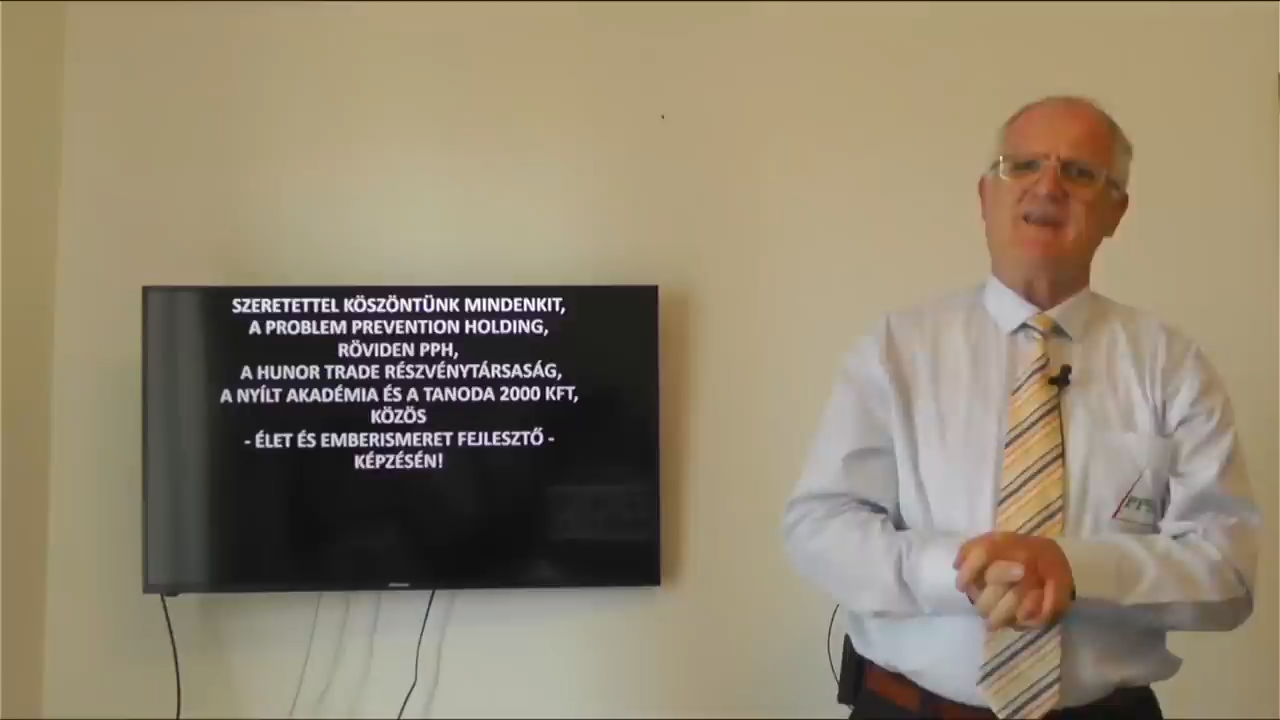 SZERETETTEL KÖSZÖNTÜNK MINDENKIT,
A PROBLEM PREVENTION HOLDING,
RÖVIDEN PPH,
A HUNOR TRADE RÉSZVÉNYTÁRSASÁG,
A NYÍLT AKADÉMIA ÉS A TANODA 2000 KFT,
KÖZÖS
- ÉLET ÉS EMBERISMERET FEJLESZTŐ -
KÉPZÉSÉN!